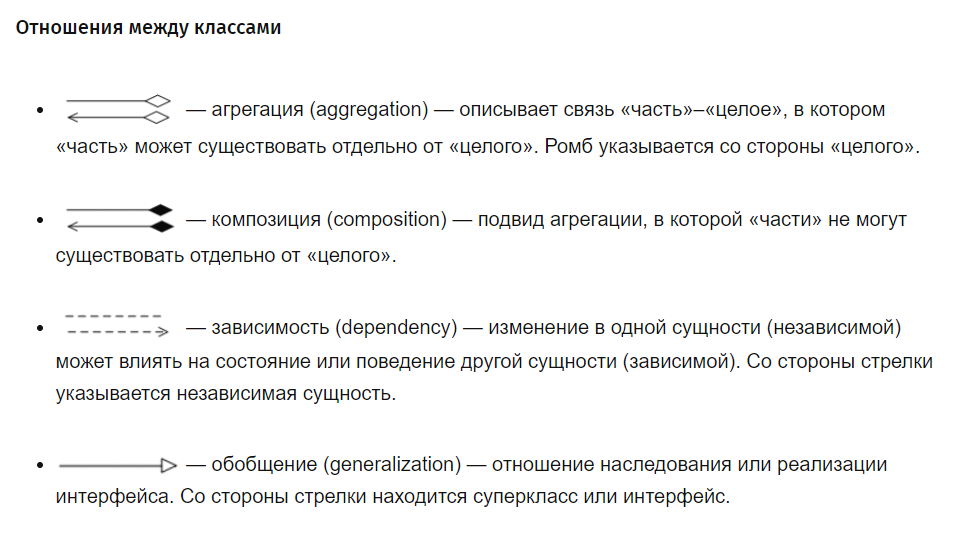 Отношения между классами
— агрегация (aggregation) — описывает связь «часть»–«целое», в котором
«часть» может существовать отдельно от «целого». Ромб указывается со стороны «целого».
— композиция (composition) — подвид агрегации, в которой «части» не могут
существовать отдельно от «целого».
— зависимость (dependency) — изменение в одной сущности (независимой)
может влиять на состояние или поведение другой сущности (зависимой). Со стороны стрелки
указывается независимая сущность.
— обобщение (generalization) — отношение наследования или реализации
интерфейса. Со стороны стрелки находится суперкласс или интерфейс.